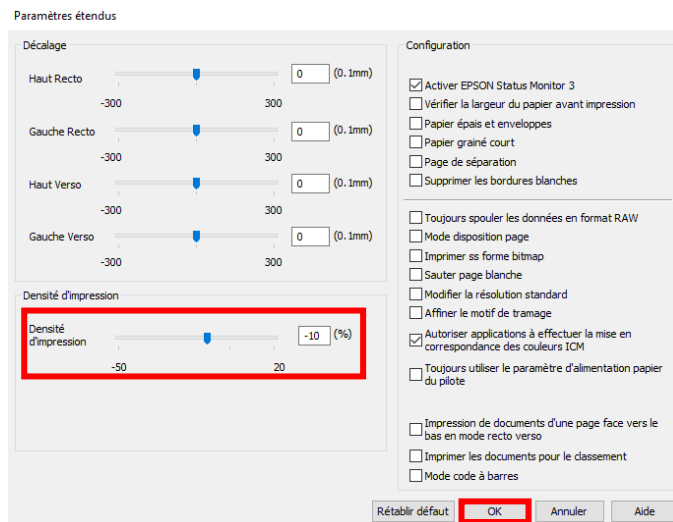 Paramètres étendus
Décalage
Haut Recto
0
(0.1mm)
-300
300
Gauche Recto
0
(0.1mm)
-300
300
Haut Verso
0
(0.1mm)
-300
300
Gauche Verso
0
(0.1mm)
-300
300
Densité d'impression
Densité
d'impression
-10
(%)
-50
20
Configuration
Activer EPSON Status Monitor 3
Vérifier la largeur du papier avant impression
Papier épais et enveloppes
Papier grainé court
Page de séparation
Supprimer les bordures blanches
Toujours spouler les données en format RAW
Mode disposition page
Imprimer ss forme bitmap
Sauter page blanche
Modifier la résolution standard
Affiner le motif de tramage
Autoriser applications à effectuer la mise en
correspondance des couleurs ICM
Toujours utiliser le paramètre d'alimentation papier
du pilote
Impression de documents d'une page face vers le
bas en mode recto verso
Imprimer les documents pour le classement
Mode code à barres
Rétablir défaut
OK
Annuler
Aide